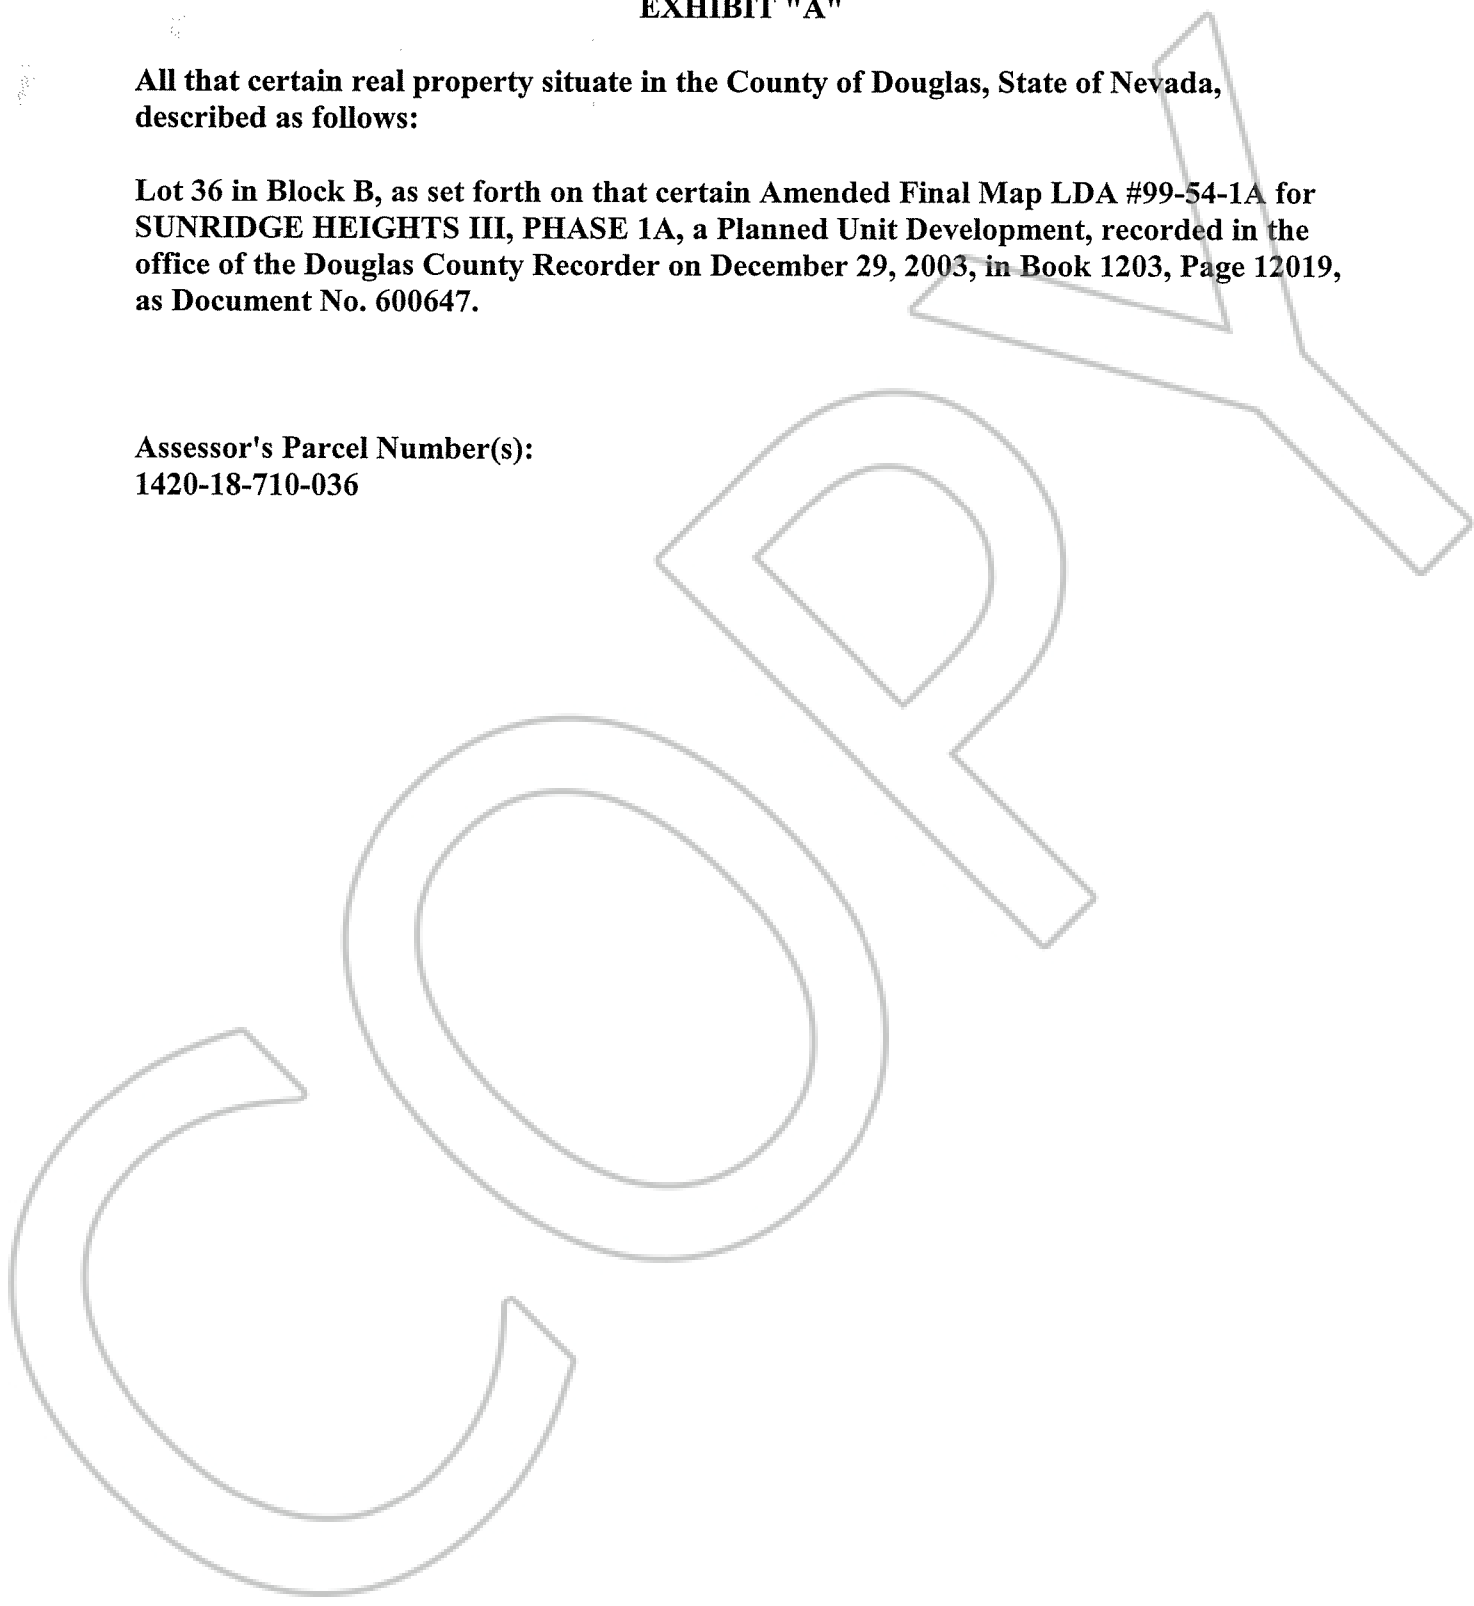 EXHIBIT "A"
All that certain real property situate in the County of Douglas, State of Nevada,
described as follows:
Lot 36 in Block B, as set forth on that certain Amended Final Map LDA #99-54-1A for
SUNRIDGE HEIGHTS III, PHASE 1A, a Planned Unit Development, recorded in the
office of the Douglas County Recorder on December 29, 2003, in Book 1203, Page 12019,
as Document No. 600647.
Assessor's Parcel Number(s):
1420-18-710-036
COPY